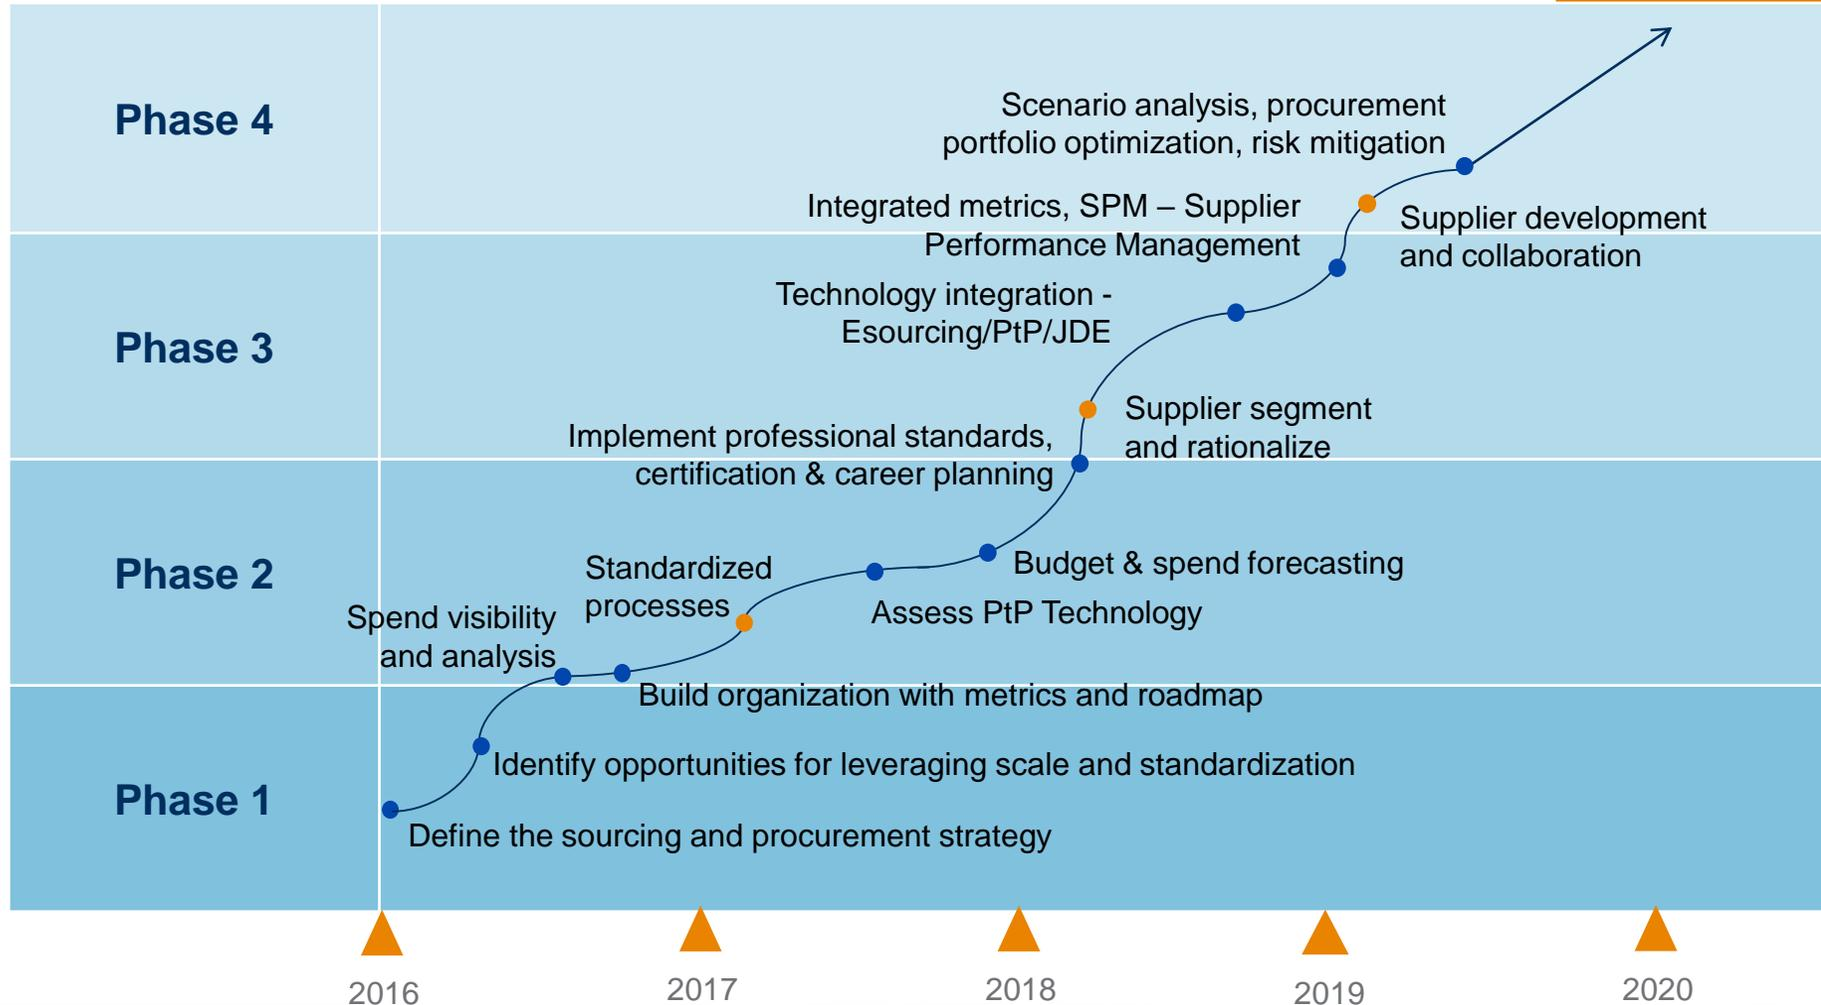 Phase 4
Scenario analysis, procurement
portfolio optimization, risk mitigation
Integrated metrics, SPM – Supplier
Performance Management
Supplier development
and collaboration
Phase 3
Technology integration -
Esourcing/PtP/JDE
Supplier segment
and rationalize
Implement professional standards,
certification & career planning
Phase 2
Standardized
processes
Budget & spend forecasting
Assess PtP Technology
Spend visibility
and analysis
Build organization with metrics and roadmap
Phase 1
Identify opportunities for leveraging scale and standardization
Define the sourcing and procurement strategy
2016
2017
2018
2019
2020